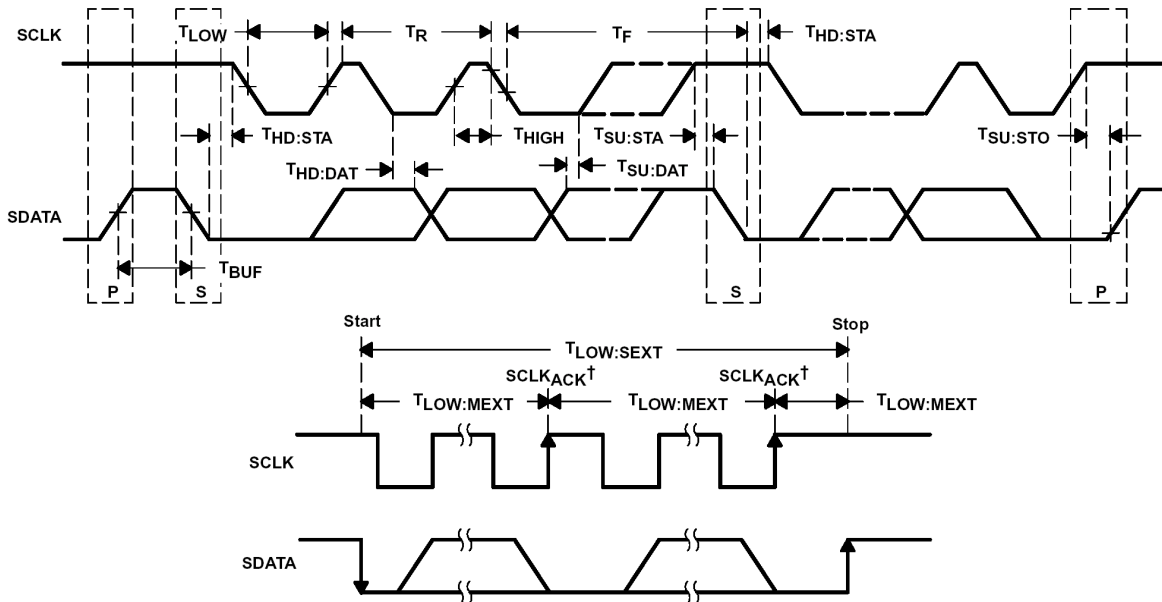 SCLK
TLOW
TR
TF
THD:STA
THD:STA
THIGH
TSU:STA
TSU:STO
THD:DAT
TSU:DAT
SDATA
TBUF
P
S
S
P
Start
Stop
TLOW:SEXT
SCLKACK†
SCLKACK†
TLOW:MEXT
TLOW:MEXT
TLOW:MEXT
SCLK
SDATA